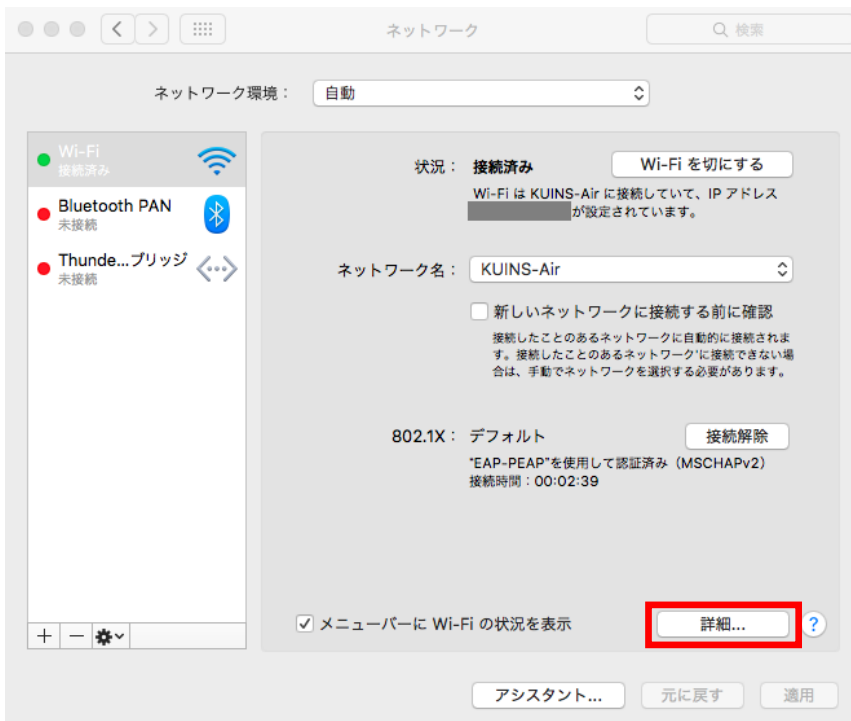 ネットワーク
検索
ネットワーク環境：
自動
Wi-Fi
接続済み
Bluetooth PAN
未接続
Thunde...ブリッジ
未接続
状況：
接続済み
Wi-Fi を切にする
Wi-Fi は KUINS-Air に接続していて、IP アドレス
が設定されています。
ネットワーク名：
KUINS-Air
新しいネットワークに接続する前に確認
接続したことのあるネットワークに自動的に接続されま
す。接続したことのあるネットワーク'に接続できない場
合は、手動でネットワークを選択する必要があります。
802.1X：
デフォルト
接続解除
"EAP-PEAP"を使用して認証済み（MSCHAPv2）
接続時間：00:02:39
メニューバーに Wi-Fi の状況を表示
詳細...
?
アシスタント...
元に戻す
適用